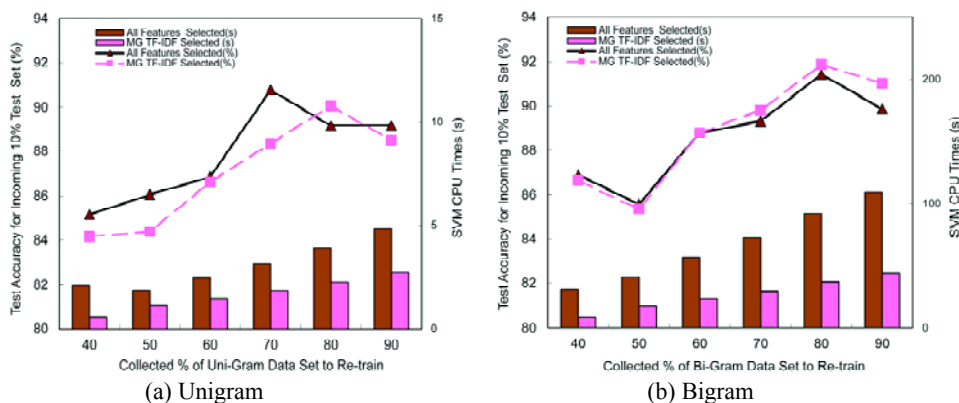 94
92
90
88
86
84
82
80
Test Accuracy for Incoming 10% Test Set (%)
All Features Selected(s)
MG TF-IDF Selected (s)
All Features Selected(%)
MG TF-IDF Selected(%)
15
10
5
0
SVM CPU Times (s)
40 50 60 70 80 90
Collected % of Uni-Gram Data Set to Re-train
(a) Unigram
94
92
90
88
86
84
82
80
Test Accuracy for Incoming 10% Test Set (%)
All Features Selected(s)
MG TF-IDF Selected (s)
All Features Selected(%)
MG TF-IDF Selected(%)
200
100
0
SVM CPU Times (s)
40 50 60 70 80 90
Collected % of Bi-Gram Data Set to Re-train
(b) Bigram